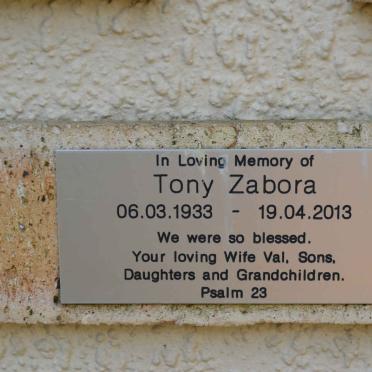 In Loving Memory of
Tony Zabora
06.03.1933 - 19.04.2013
We were so blessed.
Your loving Wife Val, Sons,
Daughters and Grandchildren.
Psalm 23